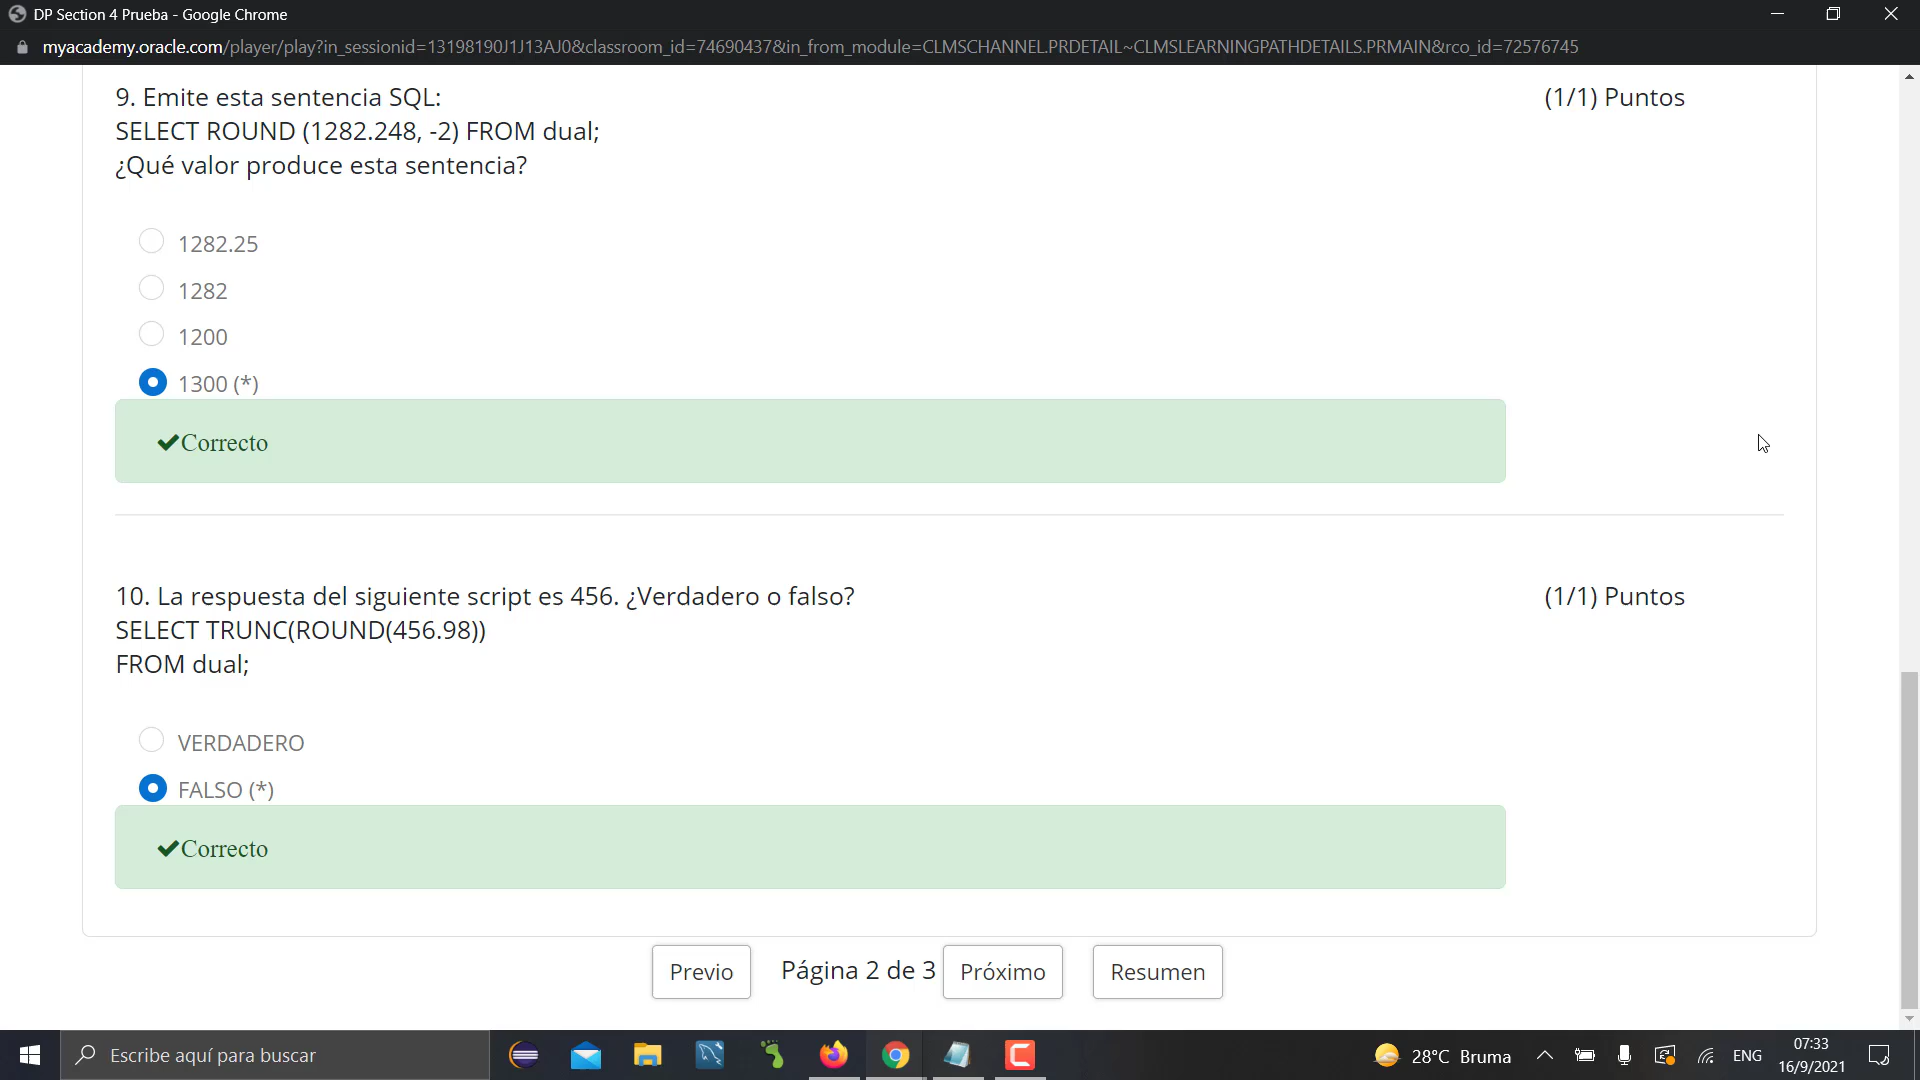 DP Section 4 Prueba - Google Chrome
myacademy.oracle.com/player/play?in_sessionid=13198190J1J13AJ0&classroom_id=74690437&in_from_module=CLMSCHANNEL.PRDETAIL~CLMSLEARNINGPATHDETAILS.PRMAIN&rco_id=72576745
9. Emite esta sentencia SQL: (1/1) Puntos
SELECT ROUND (1282.248, -2) FROM dual;
¿Qué valor produce esta sentencia?
1282.25
1282
1200
1300 (*)
✔Correcto
10. La respuesta del siguiente script es 456. ¿Verdadero o falso? (1/1) Puntos
SELECT TRUNC(ROUND(456.98))
FROM dual;
VERDADERO
FALSO (*)
✔Correcto
Previo Página 2 de 3 Próximo Resumen
Escribe aquí para buscar 28°C Bruma ENG 07:33
16/9/2021